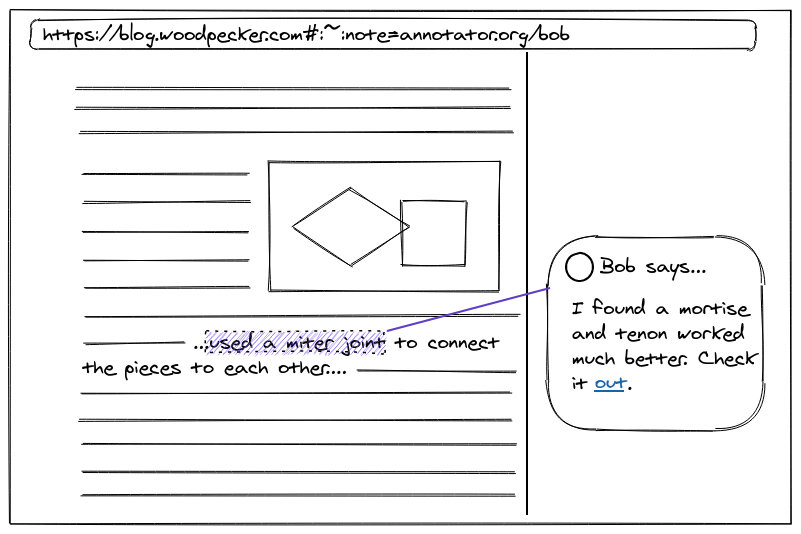 https://blog.woodpecker.com#:~:note=annotator.org/bob
...used a miter joint to connect
the pieces to each other...
Bob says...
I found a mortise
and tenon worked
much better. Check
it out.